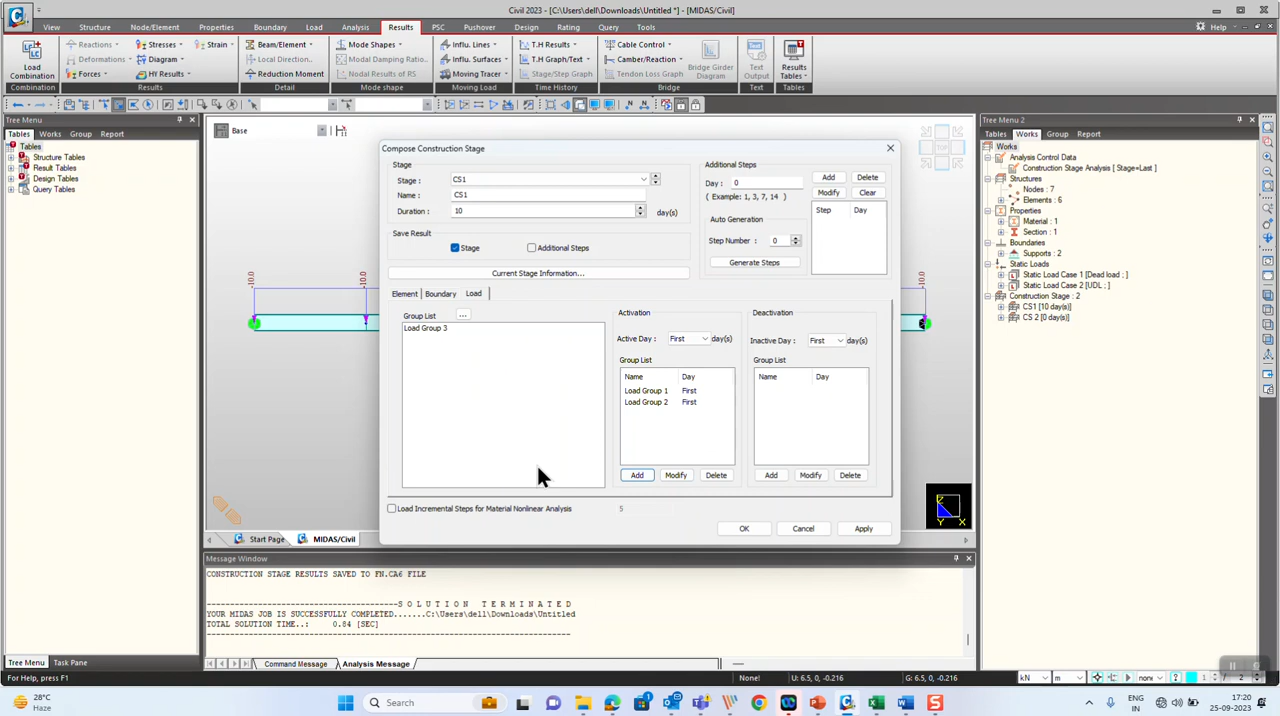 Civil 2023 - [C:\Users\dell\Downloads\Untitled *] - [MIDAS/Civil]
View Structure Node/Element Properties Boundary Load Analysis Results PSC Pushover Design Rating Query Tools Help
Reactions Stresses Strain Beam/Element Mode Shapes Influ. Lines T.H Results Cable Control
Deformations Diagram Local Direction.. Modal Damping Ratio.. Influ. Surfaces T.H Graph/Text Camber/Reaction
Forces HY Results Reduction Moment Nodal Results of RS Moving Tracer Stage/Step Graph Tendon Loss Graph
Load Combination
Bridge Girder Diagram
Text Output
Results Tables
Combination Results Detail Mode shape Moving Load Time History Bridge Text Tables
Tree Menu
Tables Works Group Report
Tables
Structure Tables
Result Tables
Design Tables
Query Tables
Base
-10.0
-10.0
-10.0
TOP
Compose Construction Stage
Stage
Stage : CS1
Name : CS1
Duration : 10 day(s)
Save Result
Stage Additional Steps
Current Stage Information...
Additional Steps
Day : 0
( Example: 1, 3, 7, 14 )
Add Delete
Modify Clear
Step Day
Auto Generation
Step Number : 0
Generate Steps
Element Boundary Load
Group List ...
Load Group 3
Activation
Active Day : First day(s)
Group List
Name Day
Load Group 1 First
Load Group 2 First
Add Modify Delete
Deactivation
Inactive Day : First day(s)
Group List
Name Day
Add Modify Delete
Load Incremental Steps for Material Nonlinear Analysis 5
OK Cancel Apply
Z
Y X
Start Page MIDAS/Civil
Message Window
CONSTRUCTION STAGE RESULTS SAVED TO FN.CA6 FILE
S O L U T I O N   T E R M I N A T E D
YOUR MIDAS JOB IS SUCCESSFULLY COMPLETED.......C:\Users\dell\Downloads\Untitled
TOTAL SOLUTION TIME..: 0.84 [SEC]
Command Message Analysis Message
Tree Menu 2
Tables Works Group Report
Works
Analysis Control Data
Construction Stage Analysis [ Stage=Last ]
Structures
Nodes : 7
Elements : 6
Properties
Material : 1
Section : 1
Boundaries
Supports : 2
Static Loads
Static Load Case 1 [Dead load ; ]
Static Load Case 2 [UDL ; ]
Construction Stage : 2
CS1 [10 day(s)]
CS 2 [0 day(s)]
Tree Menu Task Pane
For Help, press F1
None! U: 6.5, 0, -0.216 G: 6.5, 0, -0.216 kN m none 1 / 2
28°C
Haze
Search
ENG
IN
17:20
25-09-2023